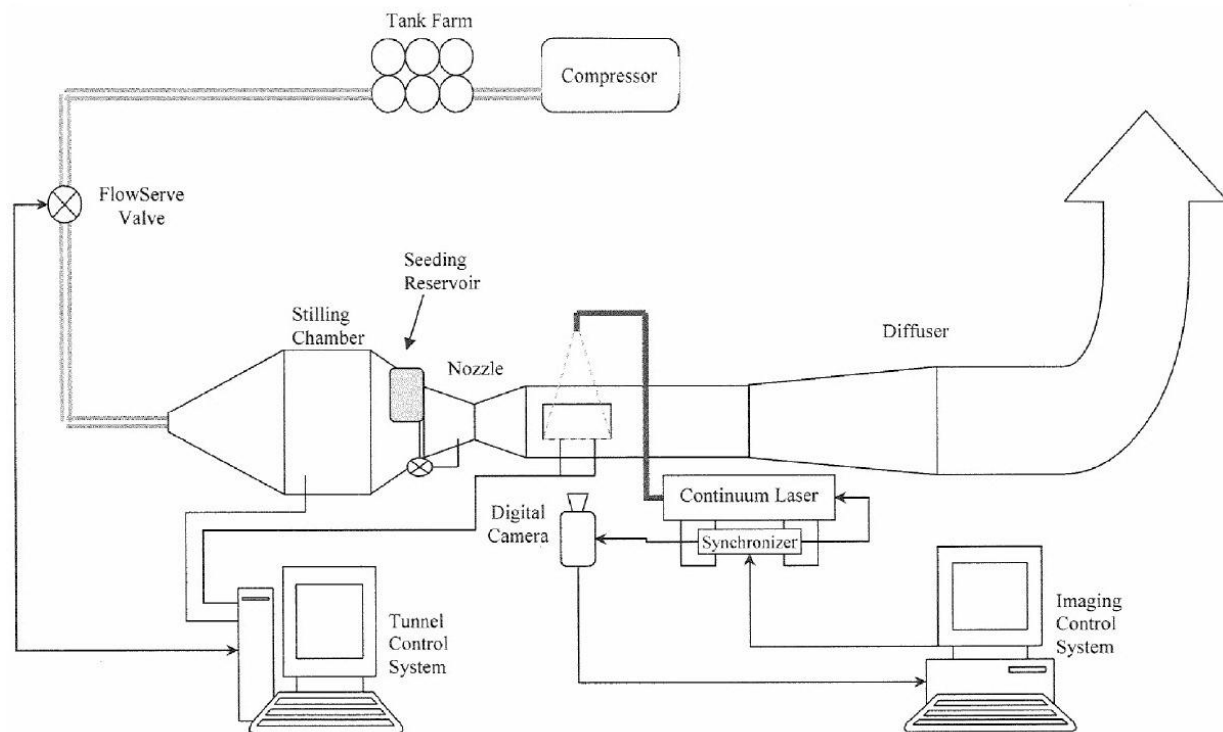 Tank Farm
Compressor
FlowServe
Valve
Seeding
Reservoir
Stilling
Chamber
Nozzle
Diffuser
Continuum Laser
Digital
Camera
Synchronizer
Tunnel
Control
System
Imaging
Control
System